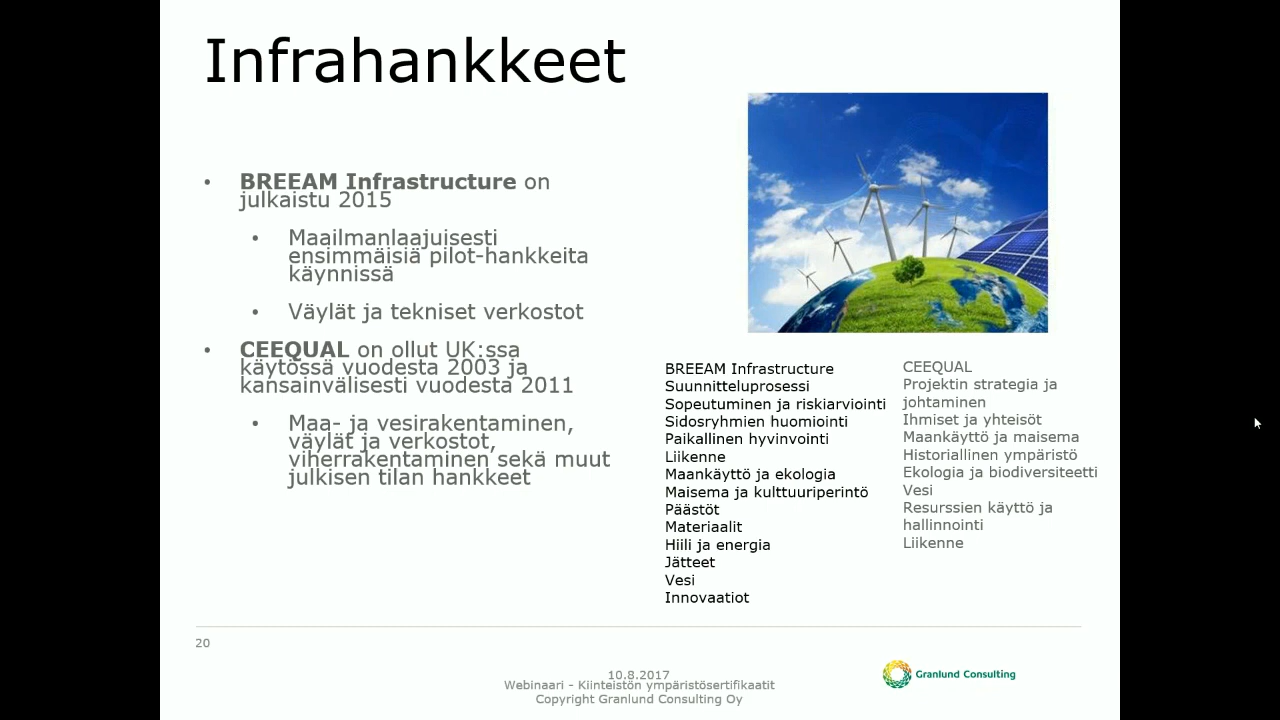 Infrahankkeet
• BREEAM Infrastructure on
julkaistu 2015
• Maailmanlaajuisesti
ensimmäisiä pilot-hankkeita
käynnissä
• Väylät ja tekniset verkostot
• CEEQUAL on ollut UK:ssa
käytössä vuodesta 2003 ja
kansainvälisesti vuodesta 2011
• Maa- ja vesirakentaminen,
väylät ja verkostot,
viherrakentaminen sekä muut
julkisen tilan hankkeet
BREEAM Infrastructure
Suunnitteluprosessi
Sopeutuminen ja riskiarviointi
Sidosryhmien huomiointi
Paikallinen hyvinvointi
Liikenne
Maankäyttö ja ekologia
Maisema ja kulttuuriperintö
Päästöt
Materiaalit
Hiili ja energia
Jätteet
Vesi
Innovaatiot
CEEQUAL
Projektin strategia ja
johtaminen
Ihmiset ja yhteisöt
Maankäyttö ja maisema
Historiallinen ympäristö
Ekologia ja biodiversiteetti
Vesi
Resurssien käyttö ja
hallinnointi
Liikenne
20
10.8.2017
Webinaari - Kiinteistön ympäristösertifikaatit
Copyright Granlund Consulting Oy
Granlund Consulting